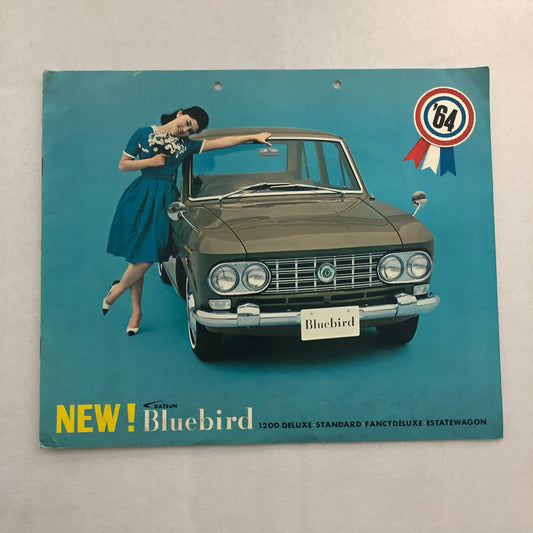 '64
Bluebird
DATSUN
NEW! Bluebird 1200 DELUXE STANDARD FANCYDELUXE ESTATEWAGON